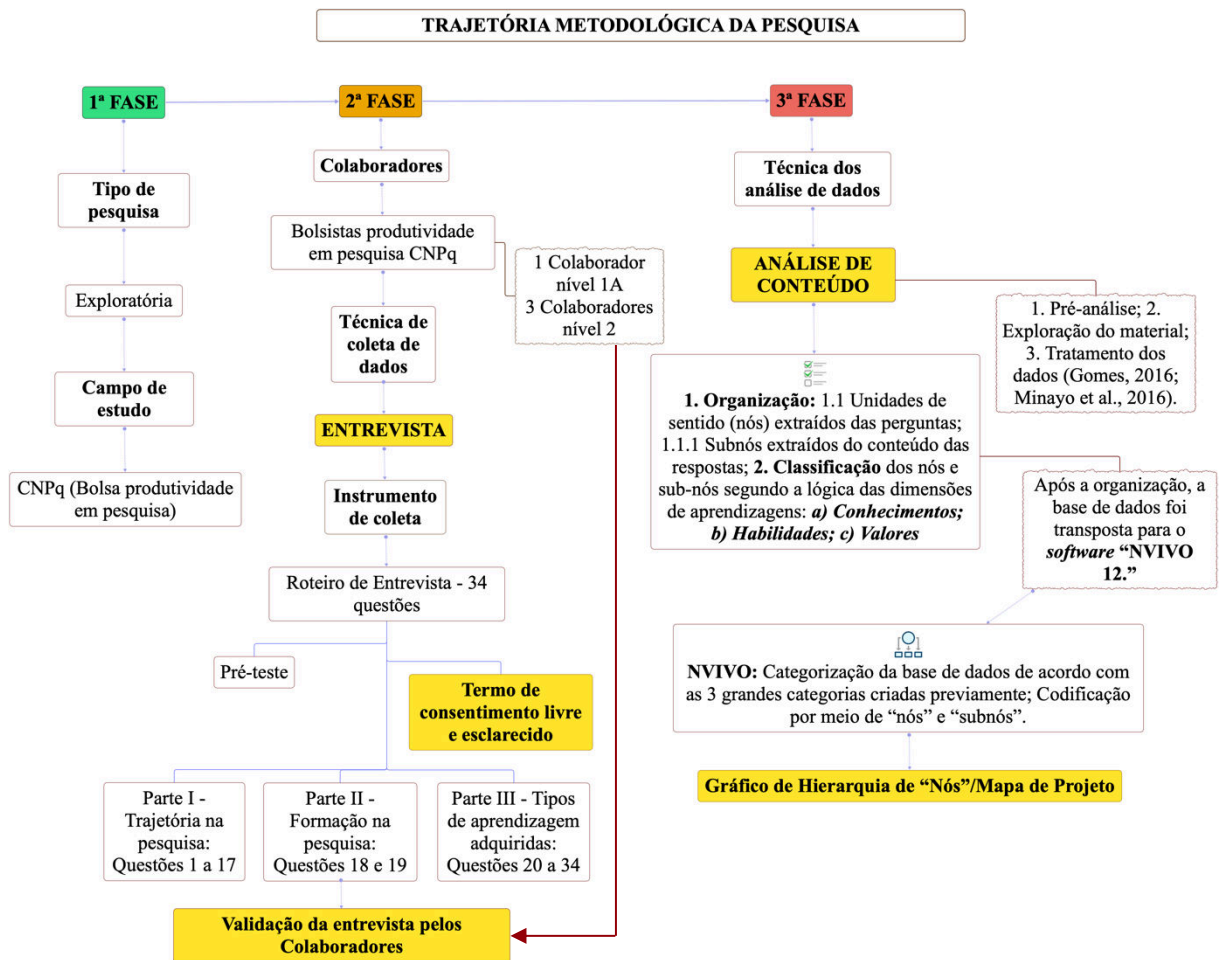 TRAJETÓRIA METODOLÓGICA DA PESQUISA
1ª FASE
Tipo de
pesquisa
Exploratória
Campo de
estudo
CNPq (Bolsa produtividade
em pesquisa)
2ª FASE
Colaboradores
Bolsistas produtividade
em pesquisa CNPq
1 Colaborador
nível 1A
3 Colaboradores
nível 2
Técnica de
coleta de
dados
ENTREVISTA
Instrumento
de coleta
Roteiro de Entrevista - 34
questões
Pré-teste
Termo de
consentimento livre
e esclarecido
Parte I -
Trajetória na
pesquisa:
Questões 1 a 17
Parte II -
Formação na
pesquisa:
Questões 18 e 19
Parte III - Tipos
de aprendizagem
adquiridas:
Questões 20 a 34
Validação da entrevista pelos
Colaboradores
3ª FASE
Técnica dos
análise de dados
ANÁLISE DE
CONTEÚDO
1. Pré-análise; 2.
Exploração do material;
3. Tratamento dos
dados (Gomes, 2016;
Minayo et al., 2016).
1. Organização: 1.1 Unidades de
sentido (nós) extraídos das perguntas;
1.1.1 Subnós extraídos do conteúdo das
respostas; 2. Classificação dos nós e
sub-nós segundo a lógica das dimensões
de aprendizagens: a) Conhecimentos;
b) Habilidades; c) Valores
Após a organização, a
base de dados foi
transposta para o
software “NVIVO
12.”
NVIVO: Categorização da base de dados de acordo com
as 3 grandes categorias criadas previamente; Codificação
por meio de “nós” e “subnós”.
Gráfico de Hierarquia de “Nós”/Mapa de Projeto